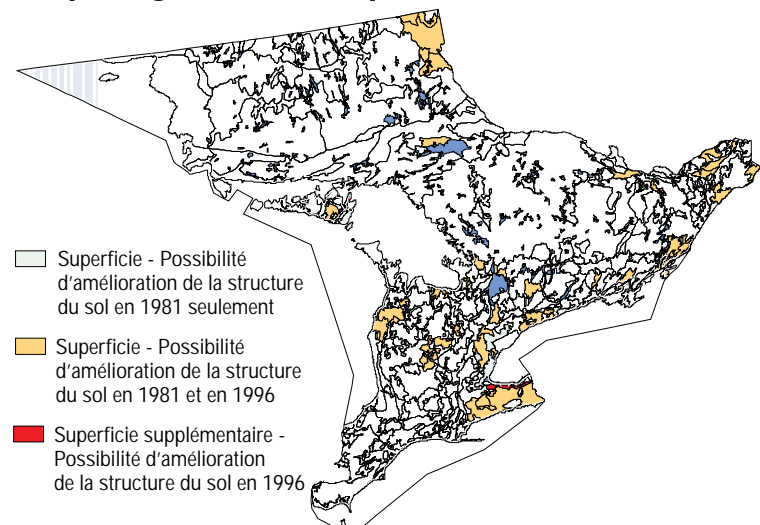 Superficie - Possibilité
d'amélioration de la structure
du sol en 1981 seulement
Superficie - Possibilité
d'amélioration de la structure
du sol en 1981 et en 1996
Superficie supplémentaire -
Possibilité d'amélioration
de la structure du sol en 1996